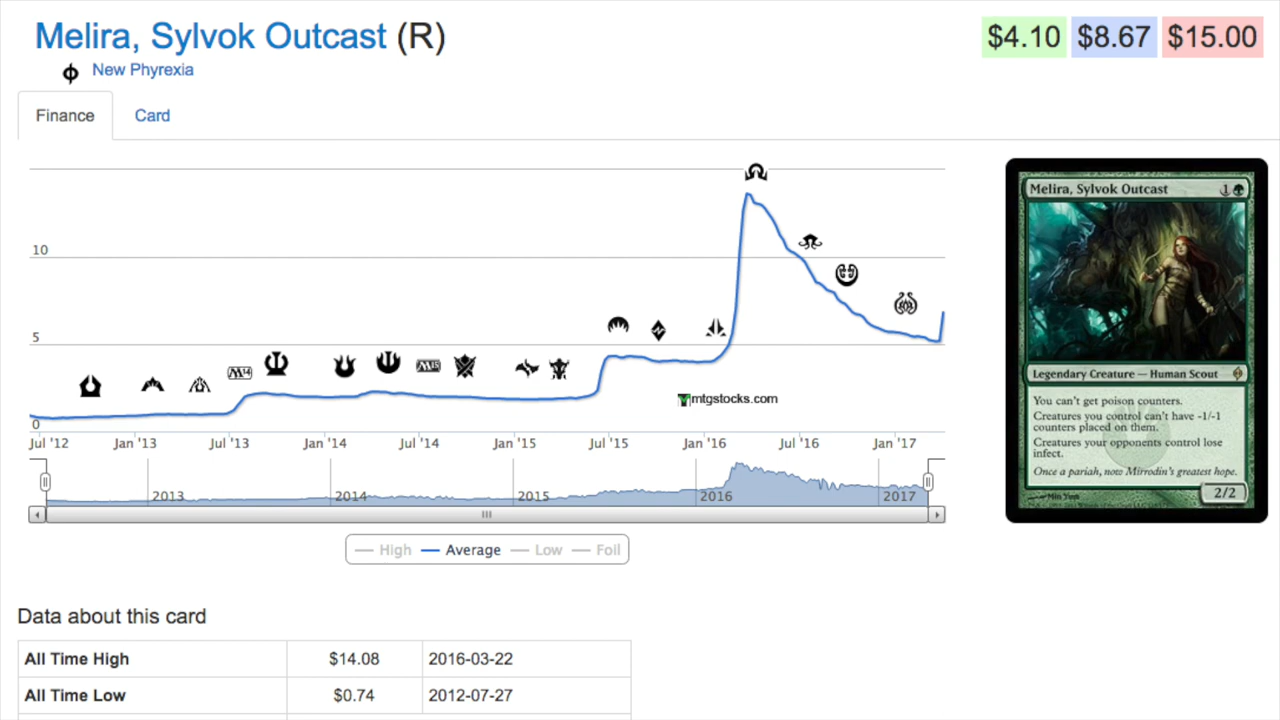 Melira, Sylvok Outcast (R)
$4.10 $8.67 $15.00
New Phyrexia
Finance Card
10
5
0
M14
M15
mtgstocks.com
Jul '12 Jan '13 Jul '13 Jan '14 Jul '14 Jan '15 Jul '15 Jan '16 Jul '16 Jan '17
2013 2014 2015 2016 2017
High Average Low Foil
Melira, Sylvok Outcast 1
Legendary Creature — Human Scout
You can't get poison counters.
Creatures you control can't have -1/-1
counters placed on them.
Creatures your opponents control lose
infect.
Once a pariah, now Mirrodin's greatest hope.
Min Yum
2/2
Data about this card
All Time High $14.08 2016-03-22
All Time Low $0.74 2012-07-27